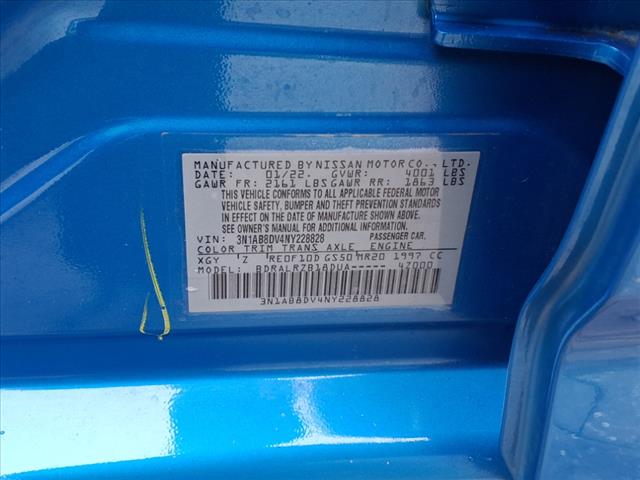 MANUFACTURED BY NISSAN MOTOR CO., LTD.
DATE: 01/22. GVWR: 4001 LBS
GAWR FR: 2161 LBS GAWR RR: 1863 LBS
THIS VEHICLE CONFORMS TO ALL APPLICABLE FEDERAL MOTOR
VEHICLE SAFETY, BUMPER AND THEFT PREVENTION STANDARDS
IN EFFECT ON THE DATE OF MANUFACTURE SHOWN ABOVE.
SEE OWNER'S MANUAL FOR ADDITIONAL INFORMATION.
VIN: 3N1AB8DV4NY228828 PASSENGER CAR.
COLOR TRIM TRANS AXLE ENGINE
XGY Z RE0F10D GS50 MR20 1997 CC
MODEL: BDRALRZB18DUA----- 4Z000
3N1AB8DV4NY228828